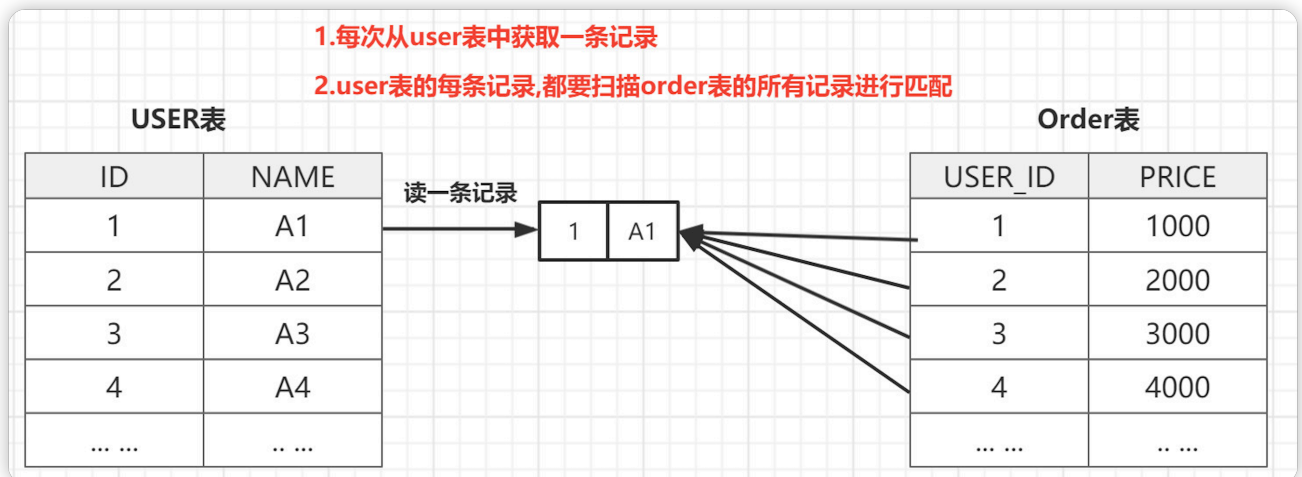 1.每次从user表中获取一条记录
2.user表的每条记录,都要扫描order表的所有记录进行匹配
USER表
Order表
ID NAME
1 A1
2 A2
3 A3
4 A4
... ... .. ...
读一条记录
1 A1
USER_ID PRICE
1 1000
2 2000
3 3000
4 4000
... ... .. ...